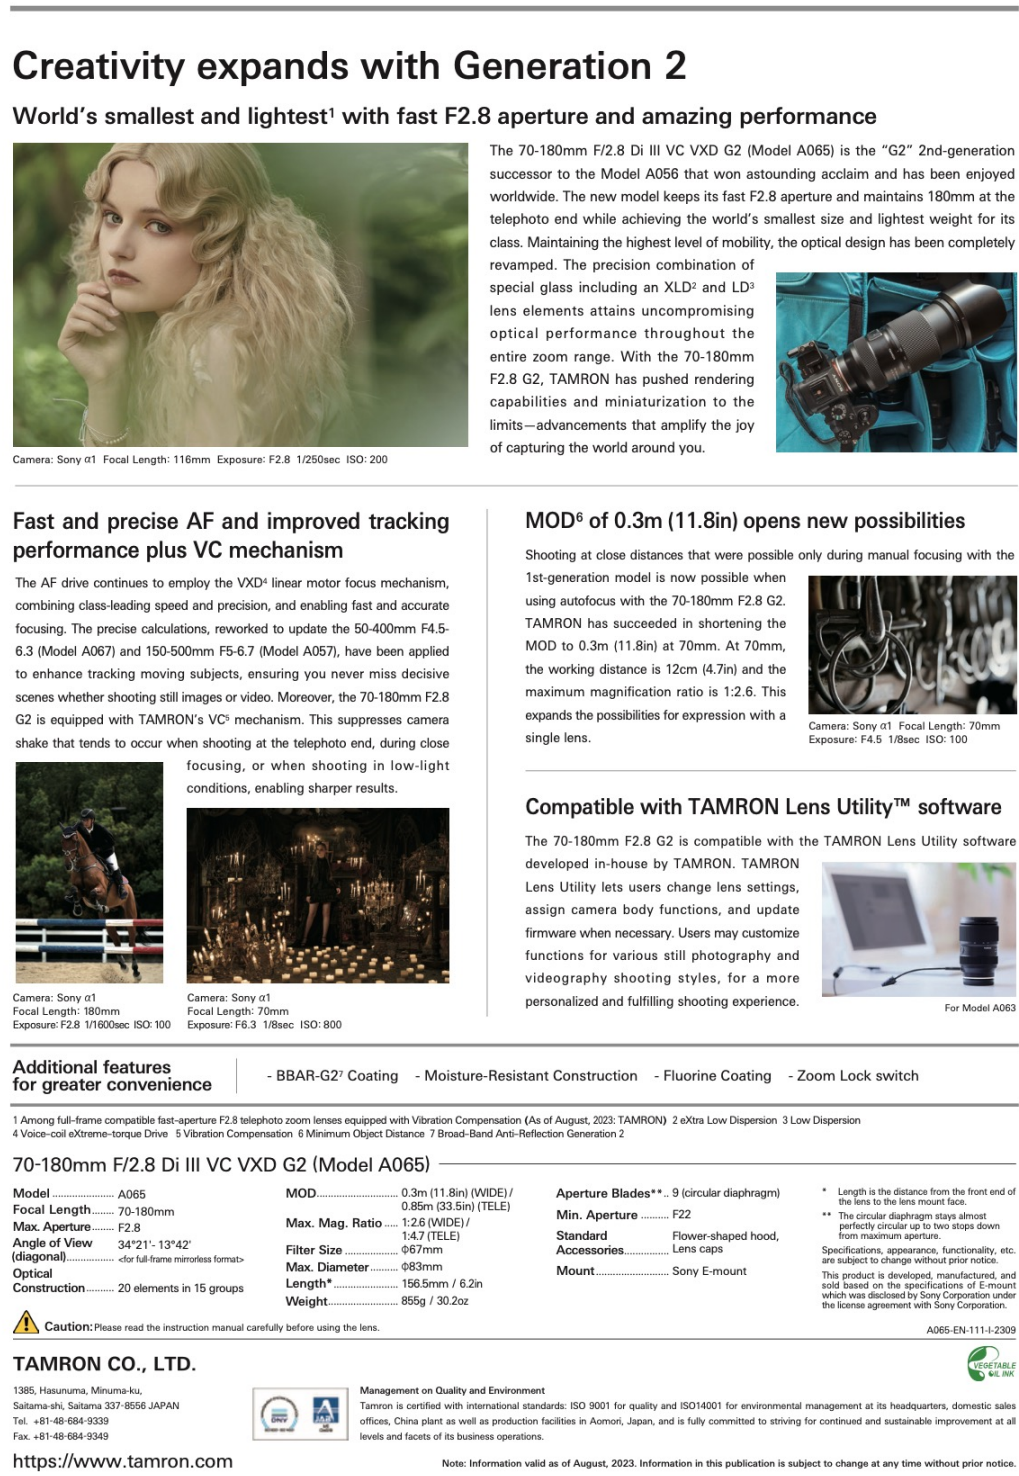 Creativity expands with Generation 2
World's smallest and lightest¹ with fast F2.8 aperture and amazing performance
The 70-180mm F/2.8 Di III VC VXD G2 (Model A065) is the "G2" 2nd-generation
successor to the Model A056 that won astounding acclaim and has been enjoyed
worldwide. The new model keeps its fast F2.8 aperture and maintains 180mm at the
telephoto end while achieving the world's smallest size and lightest weight for its
class. Maintaining the highest level of mobility, the optical design has been completely
revamped. The precision combination of
special glass including an XLD² and LD³
lens elements attains uncompromising
optical performance throughout the
entire zoom range. With the 70-180mm
F2.8 G2, TAMRON has pushed rendering
capabilities and miniaturization to the
limits—advancements that amplify the joy
of capturing the world around you.
Camera: Sony α1 Focal Length: 116mm Exposure: F2.8 1/250sec ISO: 200
Fast and precise AF and improved tracking
performance plus VC mechanism
The AF drive continues to employ the VXD⁴ linear motor focus mechanism,
combining class-leading speed and precision, and enabling fast and accurate
focusing. The precise calculations, reworked to update the 50-400mm F4.5-
6.3 (Model A067) and 150-500mm F5-6.7 (Model A057), have been applied
to enhance tracking moving subjects, ensuring you never miss decisive
scenes whether shooting still images or video. Moreover, the 70-180mm F2.8
G2 is equipped with TAMRON's VC⁵ mechanism. This suppresses camera
shake that tends to occur when shooting at the telephoto end, during close
focusing, or when shooting in low-light
conditions, enabling sharper results.
Camera: Sony α1
Focal Length: 180mm
Exposure: F2.8 1/1600sec ISO: 100
Camera: Sony α1
Focal Length: 70mm
Exposure: F6.3 1/8sec ISO: 800
MOD⁶ of 0.3m (11.8in) opens new possibilities
Shooting at close distances that were possible only during manual focusing with the
1st-generation model is now possible when
using autofocus with the 70-180mm F2.8 G2.
TAMRON has succeeded in shortening the
MOD to 0.3m (11.8in) at 70mm. At 70mm,
the working distance is 12cm (4.7in) and the
maximum magnification ratio is 1:2.6. This
expands the possibilities for expression with a
single lens.
Camera: Sony α1 Focal Length: 70mm
Exposure: F4.5 1/8sec ISO: 100
Compatible with TAMRON Lens Utility™ software
The 70-180mm F2.8 G2 is compatible with the TAMRON Lens Utility software
developed in-house by TAMRON. TAMRON
Lens Utility lets users change lens settings,
assign camera body functions, and update
firmware when necessary. Users may customize
functions for various still photography and
videography shooting styles, for a more
personalized and fulfilling shooting experience.
For Model A063
Additional features
for greater convenience
- BBAR-G2⁷ Coating - Moisture-Resistant Construction - Fluorine Coating - Zoom Lock switch
1 Among full-frame compatible fast-aperture F2.8 telephoto zoom lenses equipped with Vibration Compensation (As of August, 2023: TAMRON) 2 eXtra Low Dispersion 3 Low Dispersion
4 Voice-coil eXtreme-torque Drive 5 Vibration Compensation 6 Minimum Object Distance 7 Broad-Band Anti-Reflection Generation 2
70-180mm F/2.8 Di III VC VXD G2 (Model A065)
Model ...................... A065
Focal Length........ 70-180mm
Max. Aperture........ F2.8
Angle of View 34°21'- 13°42'
(diagonal)................. <for full-frame mirrorless format>
Optical
Construction.......... 20 elements in 15 groups
MOD............................. 0.3m (11.8in) (WIDE) /
0.85m (33.5in) (TELE)
Max. Mag. Ratio ..... 1:2.6 (WIDE) /
1:4.7 (TELE)
Filter Size ................... Φ67mm
Max. Diameter.......... Φ83mm
Length*...................... 156.5mm / 6.2in
Weight......................... 855g / 30.2oz
Aperture Blades**.. 9 (circular diaphragm)
Min. Aperture .......... F22
Standard Flower-shaped hood,
Accessories................ Lens caps
Mount.......................... Sony E-mount
* Length is the distance from the front end of
the lens to the lens mount face.
** The circular diaphragm stays almost
perfectly circular up to two stops down
from maximum aperture.
Specifications, appearance, functionality, etc.
are subject to change without prior notice.
This product is developed, manufactured, and
sold based on the specifications of E-mount
which was disclosed by Sony Corporation under
the license agreement with Sony Corporation.
Caution: Please read the instruction manual carefully before using the lens.
A065-EN-111-I-2309
TAMRON CO., LTD.
1385, Hasunuma, Minuma-ku,
Saitama-shi, Saitama 337-8556 JAPAN
Tel. +81-48-684-9339
Fax. +81-48-684-9349
https://www.tamron.com
DNV
JAB
Management on Quality and Environment
Tamron is certified with international standards: ISO 9001 for quality and ISO14001 for environmental management at its headquarters, domestic sales
offices, China plant as well as production facilities in Aomori, Japan, and is fully committed to striving for continued and sustainable improvement at all
levels and facets of its business operations.
VEGETABLE
OIL INK
Note: Information valid as of August, 2023. Information in this publication is subject to change at any time without prior notice.